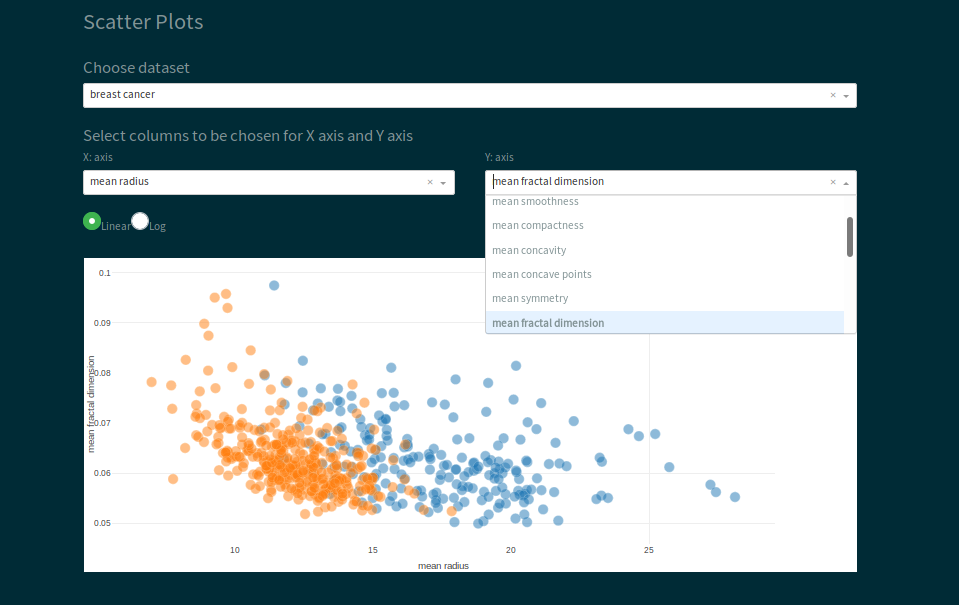 Scatter Plots
Choose dataset
breast cancer
Select columns to be chosen for X axis and Y axis
X: axis
Y: axis
mean radius
mean fractal dimension
mean smoothness
mean compactness
mean concavity
mean concave points
mean symmetry
mean fractal dimension
Linear Log
0.1
0.09
0.08
0.07
0.06
0.05
mean fractal dimension
10 15 20 25
mean radius